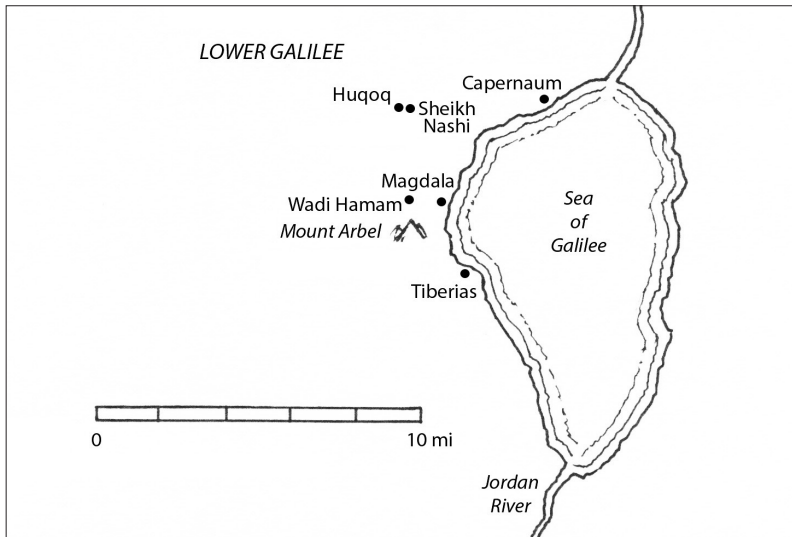 LOWER GALILEE
Capernaum
Huqoq
Sheikh
Nashi
Magdala
Wadi Hamam
Mount Arbel
Sea
of
Galilee
Tiberias
0
10 mi
Jordan
River